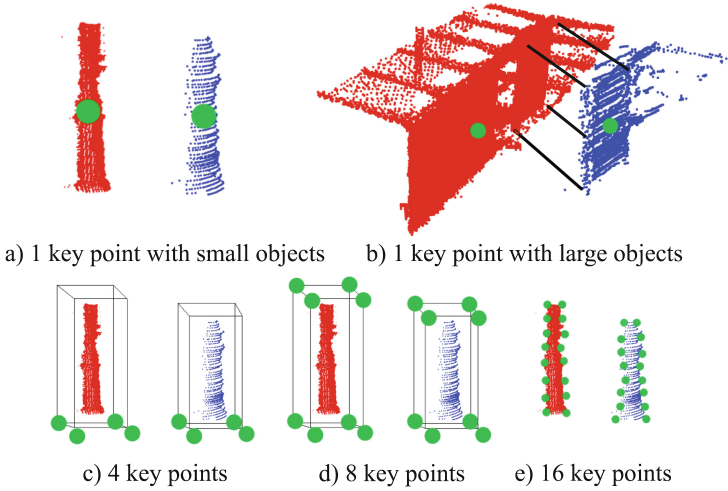 a) 1 key point with small objects
b) 1 key point with large objects
c) 4 key points
d) 8 key points
e) 16 key points